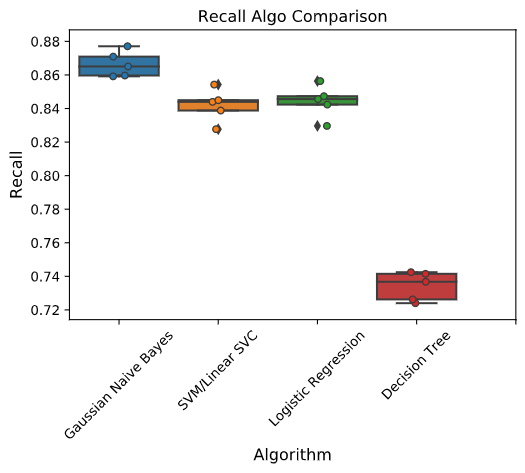 Recall Algo Comparison
0.88
0.86
0.84
0.82
0.80
0.78
0.76
0.74
0.72
Recall
Gaussian Naive Bayes
SVM/Linear SVC
Logistic Regression
Decision Tree
Algorithm